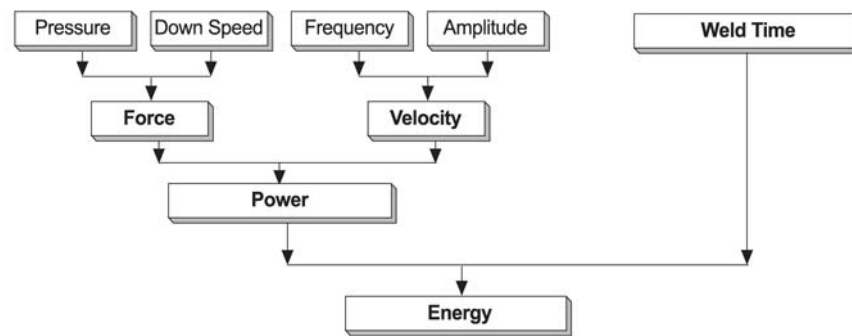 Pressure
Down Speed
Frequency
Amplitude
Weld Time
Force
Velocity
Power
Energy